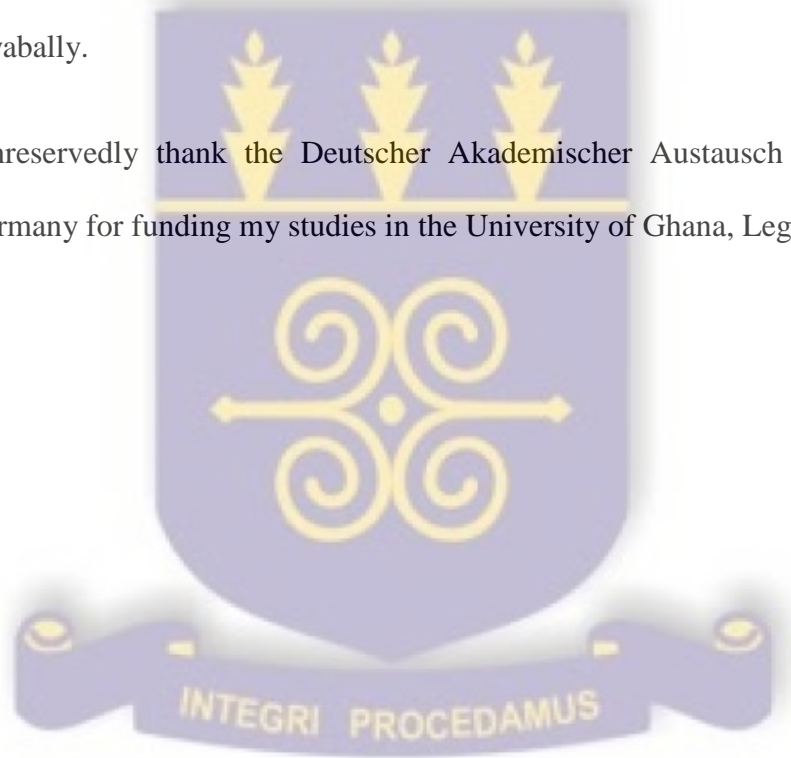 yabally.
nreservedly thank the Deutscher Akademischer Austausch
rmany for funding my studies in the University of Ghana, Leg
INTEGRI PROCEDAMUS